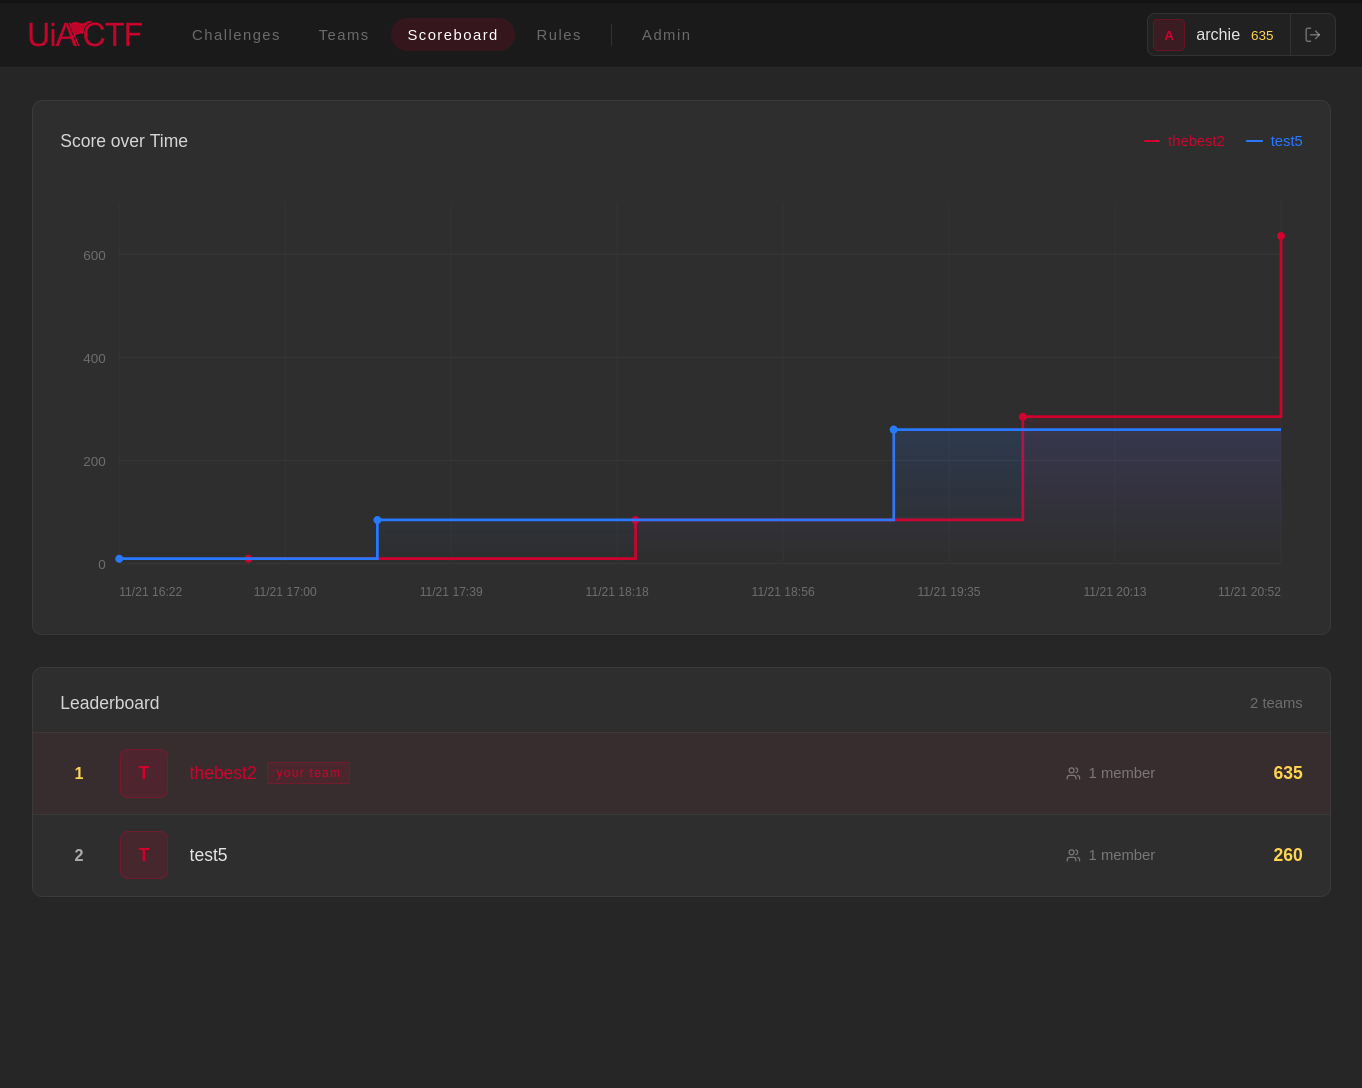 UiACTF Challenges Teams Scoreboard Rules Admin A archie 635
Score over Time thebest2 test5
600
400
200
0
11/21 16:22 11/21 17:00 11/21 17:39 11/21 18:18 11/21 18:56 11/21 19:35 11/21 20:13 11/21 20:52
Leaderboard 2 teams
1 T thebest2 your team 1 member 635
2 T test5 1 member 260